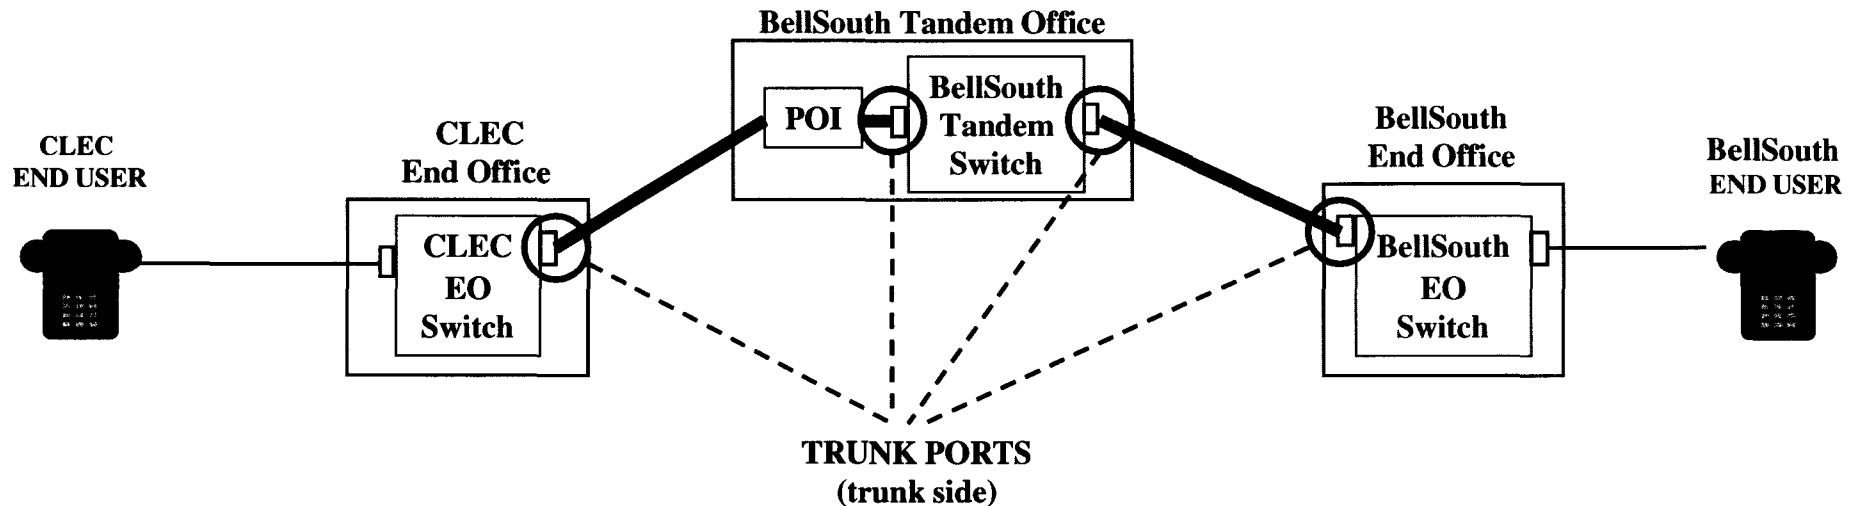 BellSouth Tandem Office
POI
BellSouth
Tandem
Switch
CLEC
END USER
CLEC
End Office
CLEC
EO
Switch
BellSouth
End Office
BellSouth
EO
Switch
BellSouth
END USER
TRUNK PORTS
(trunk side)